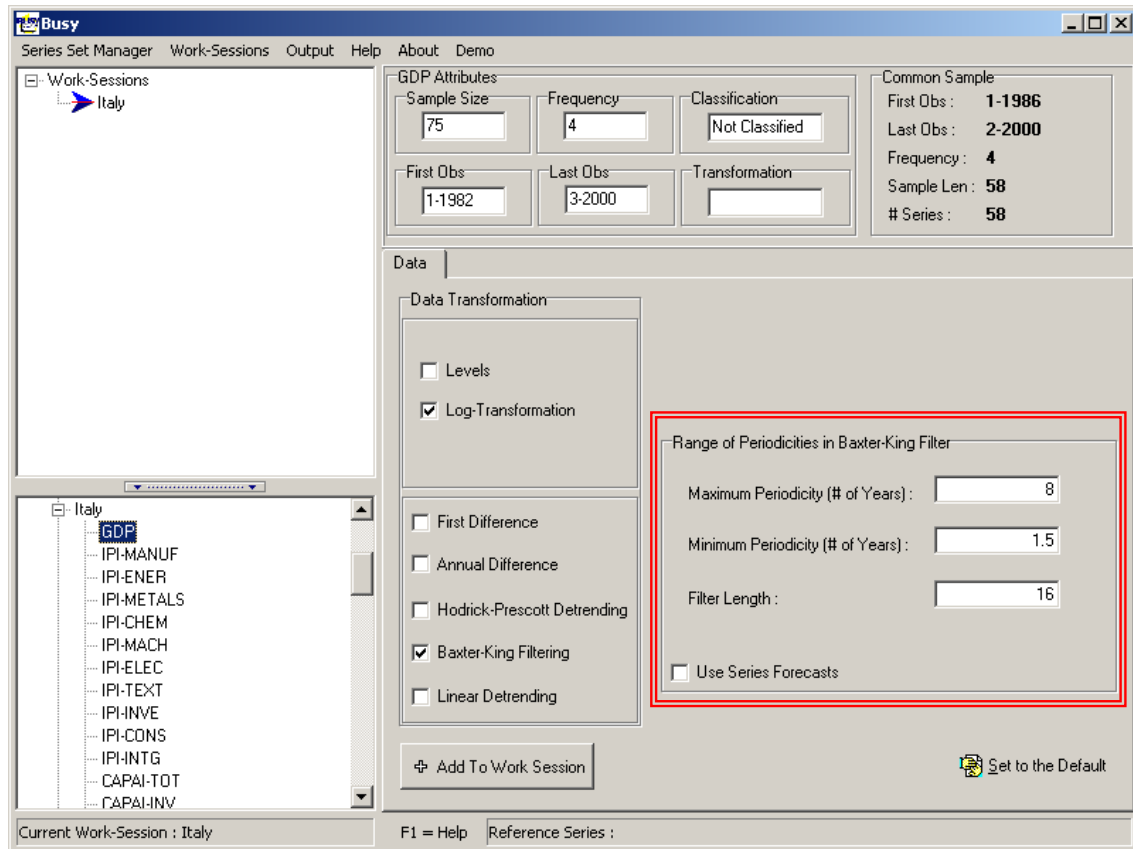 Busy
Series Set Manager Work-Sessions Output Help About Demo
Work-Sessions
Italy
GDP Attributes
Sample Size
75
Frequency
4
Classification
Not Classified
First Obs
1-1982
Last Obs
3-2000
Transformation
Common Sample
First Obs : 1-1986
Last Obs : 2-2000
Frequency : 4
Sample Len : 58
# Series : 58
Data
Data Transformation
Levels
Log-Transformation
First Difference
Annual Difference
Hodrick-Prescott Detrending
Baxter-King Filtering
Linear Detrending
Range of Periodicities in Baxter-King Filter
Maximum Periodicity (# of Years) : 8
Minimum Periodicity (# of Years) : 1.5
Filter Length : 16
Use Series Forecasts
Add To Work Session
Set to the Default
Italy
GDP
IPI-MANUF
IPI-ENER
IPI-METALS
IPI-CHEM
IPI-MACH
IPI-ELEC
IPI-TEXT
IPI-INVE
IPI-CONS
IPI-INTG
CAPAI-TOT
CAPAI-INV
Current Work-Session : Italy
F1 = Help Reference Series :